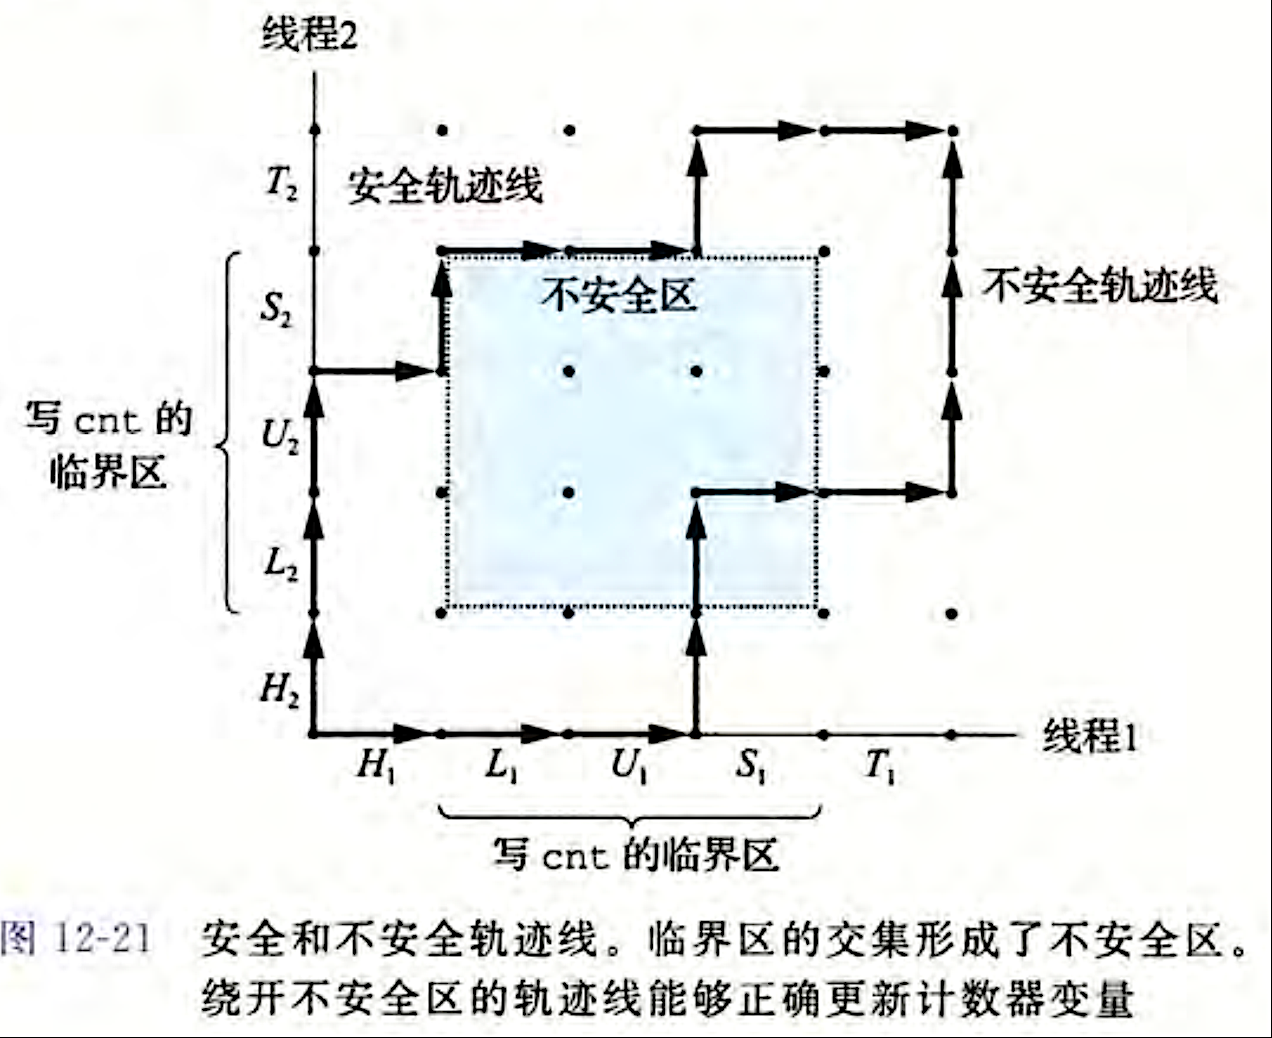 线程2
T₂
安全轨迹线
S₂
不安全区
不安全轨迹线
写 cnt 的
临界区
U₂
L₂
H₂
线程1
H₁ L₁ U₁ S₁ T₁
写 cnt 的临界区
图 12-21 安全和不安全轨迹线。临界区的交集形成了不安全区。
绕开不安全区的轨迹线能够正确更新计数器变量